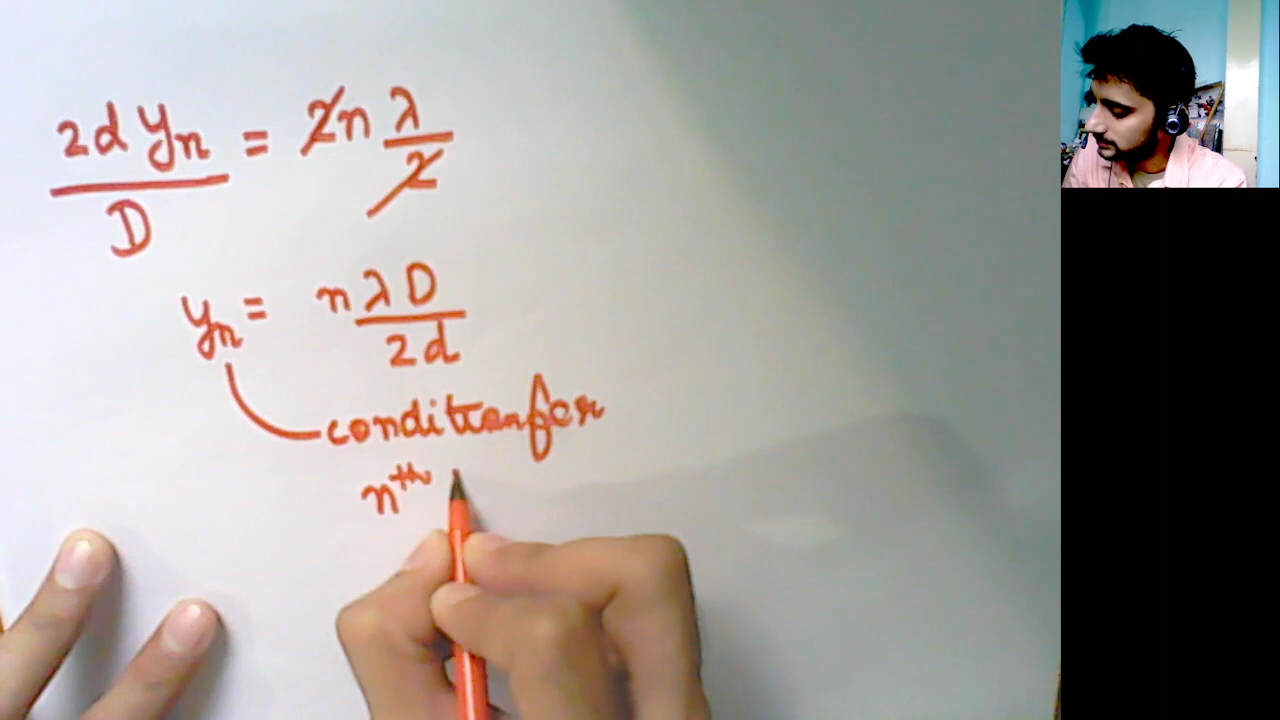 2d yn / D = 2n λ/2
yn = nλD / 2d
condition for
nth